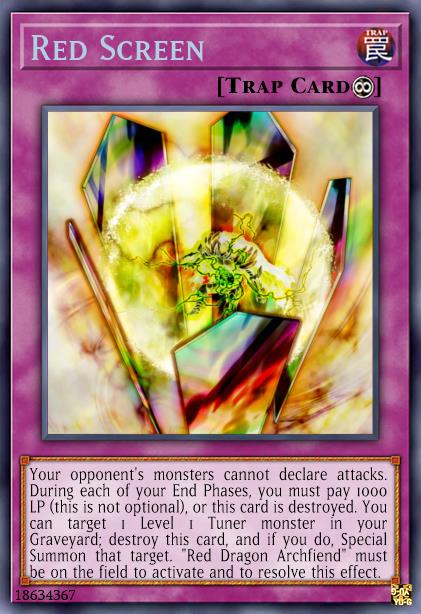 Red Screen
TRAP
罠
[Trap Card]
Your opponent's monsters cannot declare attacks.
During each of your End Phases, you must pay 1000
LP (this is not optional), or this card is destroyed. You
can target 1 Level 1 Tuner monster in your
Graveyard; destroy this card, and if you do, Special
Summon that target. "Red Dragon Archfiend" must
be on the field to activate and to resolve this effect.
18634367